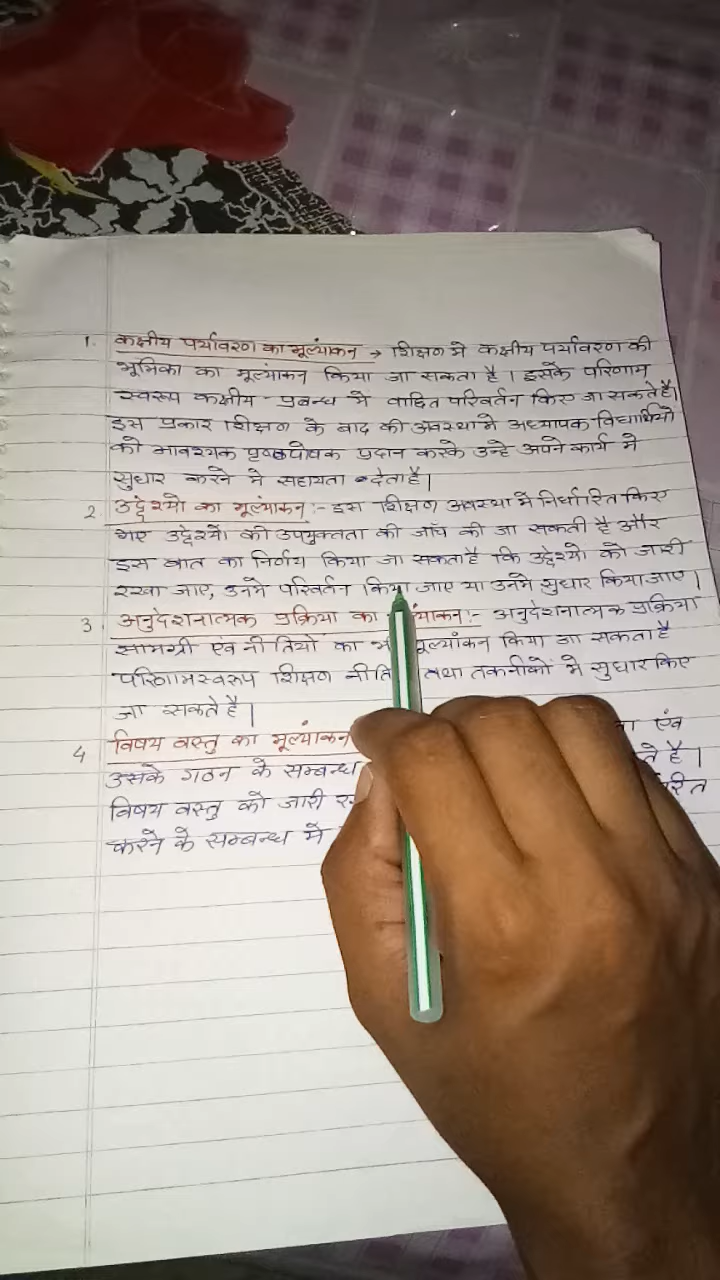 1. कक्षीय पर्यावरण का मूल्यांकन → शिक्षण मे कक्षीय पर्यावरण की
भूमिका का मूल्यांकन किया जा सकता है । इसके परिणाम
स्वरूप कक्षीय - प्रबन्ध मे वाछित परिवर्तन किए जा सकते है।
इस प्रकार शिक्षण के बाद की अवस्था मे अध्यापक विद्यार्थियो
को आवश्यक प्रदान करके उन्हे अपने कार्य मे
सुधार करने मे सहायता देता है।
2. उद्देश्यो का मूल्यांकन :- इस शिक्षण अवस्था मे निर्धारित किए
गए उद्देश्यो की उपयुक्तता की जॉच की जा सकती है और
इस बात का निर्णय किया जा सकता है कि उद्देश्यो को जारी
रखा जाए, उनमे परिवर्तन किया जाए या उनमे सुधार किया जाए ।
3 अनुदेशनात्मक प्रक्रिया का :- अनुदेशनात्मक प्रक्रिया
सामग्री एंव नीतियों का मूल्यांकन किया जा सकता है
परिणामस्वरूप शिक्षण तथा तकनीकों मे सुधार किए
जा सकते है |
4 विषय वस्तु का मूल्यांकन एंव
उसके गठन के सम्बन्ध है ।
विषय वस्तु को जारी
करने के सम्बन्ध मे